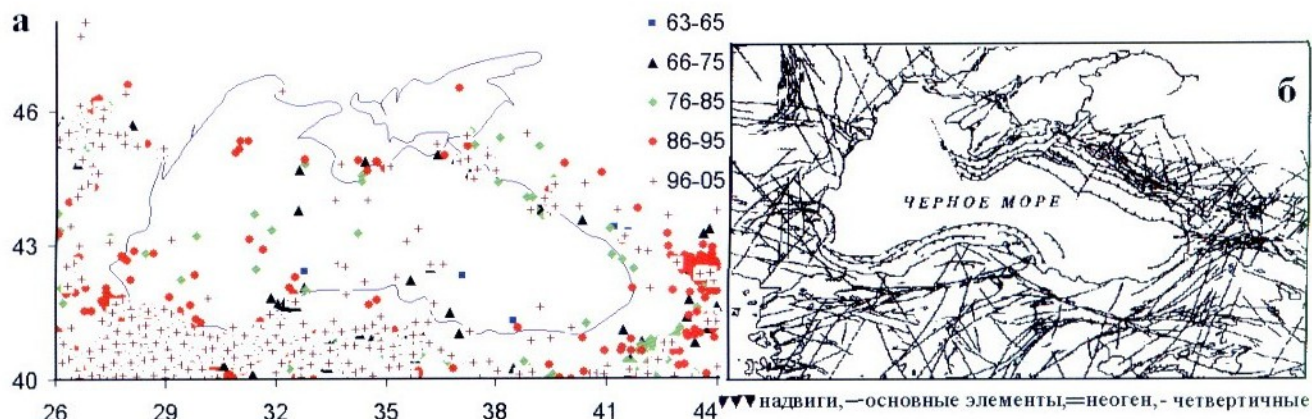 а
63-65
66-75
76-85
86-95
96-05
46
43
40
26 29 32 35 38 41 44
б
ЧЕРНОЕ МОРЕ
надвиги,—основные элементы,=неоген,- четвертичные